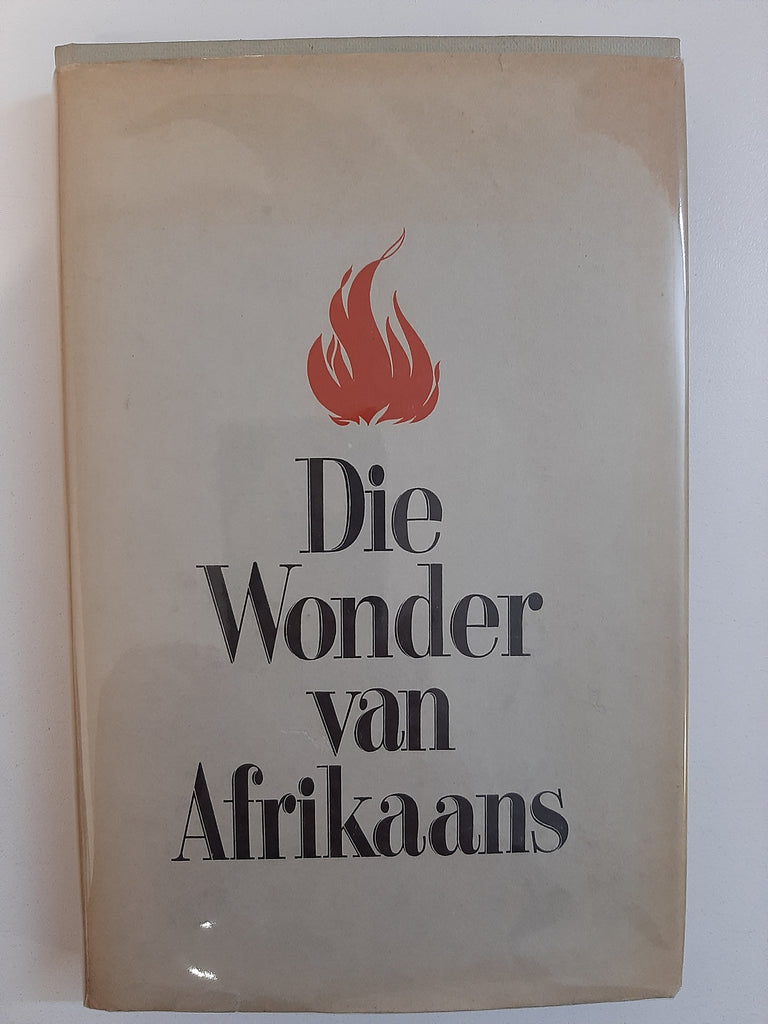 Die
Wonder
van
Afrikaans